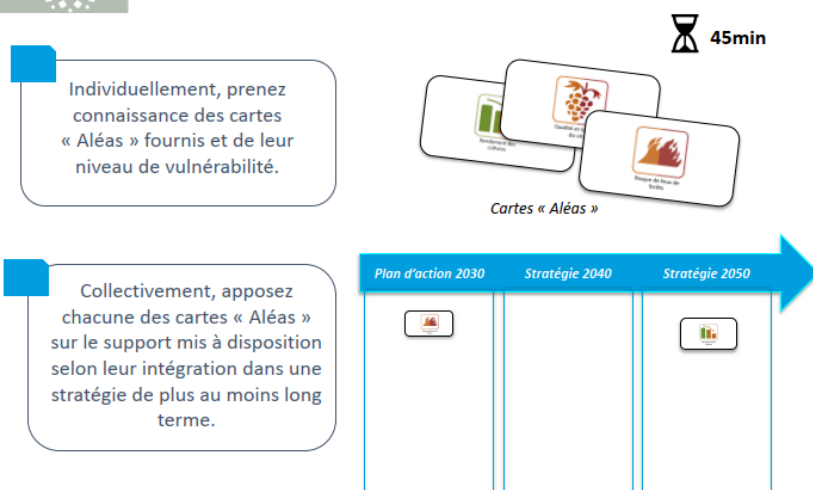 45min
Individuellement, prenez
connaissance des cartes
« Aléas » fournis et de leur
niveau de vulnérabilité.
Rendement des
cultures
Qualité et
du
Risque de feux de
forêts
Cartes « Aléas »
Plan d'action 2030 Stratégie 2040 Stratégie 2050
Collectivement, apposez
chacune des cartes « Aléas »
sur le support mis à disposition
selon leur intégration dans une
stratégie de plus au moins long
terme.